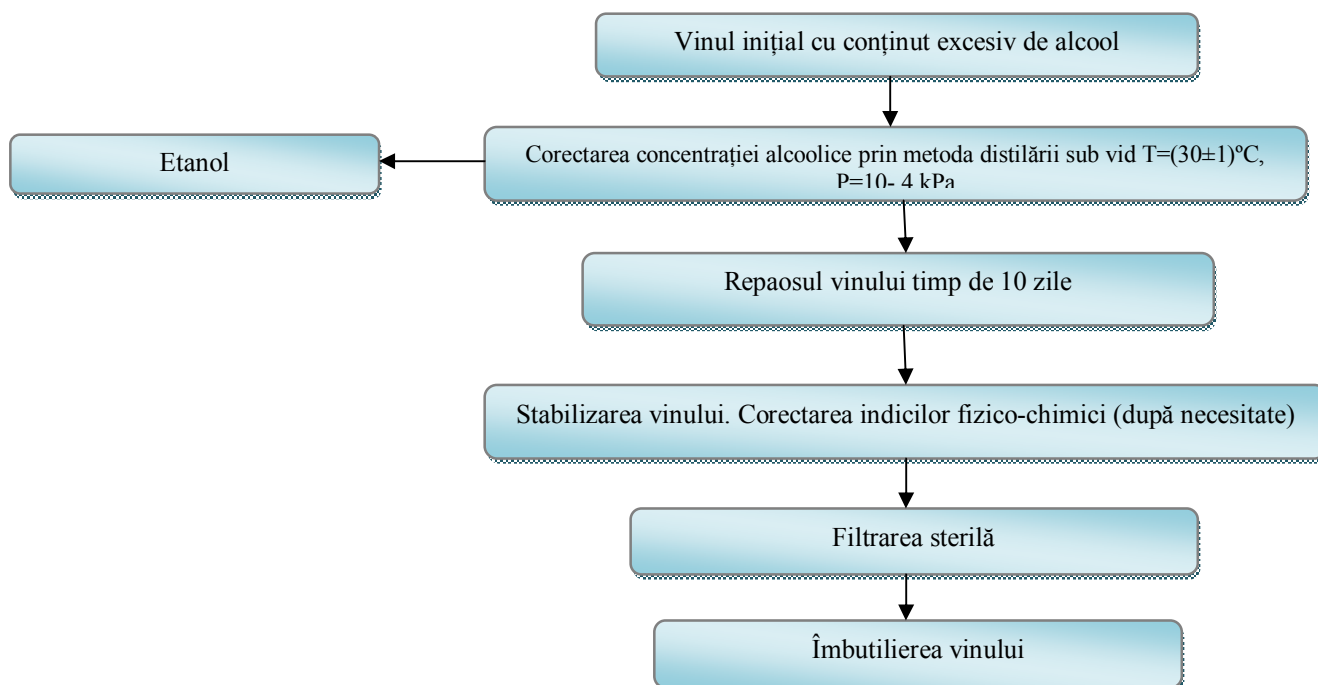 Vinul inițial cu conținut excesiv de alcool
Etanol
Corectarea concentrației alcoolice prin metoda distilării sub vid T=(30±1)ºC,
P=10- 4 kPa
Repaosul vinului timp de 10 zile
Stabilizarea vinului. Corectarea indicilor fizico-chimici (după necesitate)
Filtrarea sterilă
Îmbutilierea vinului